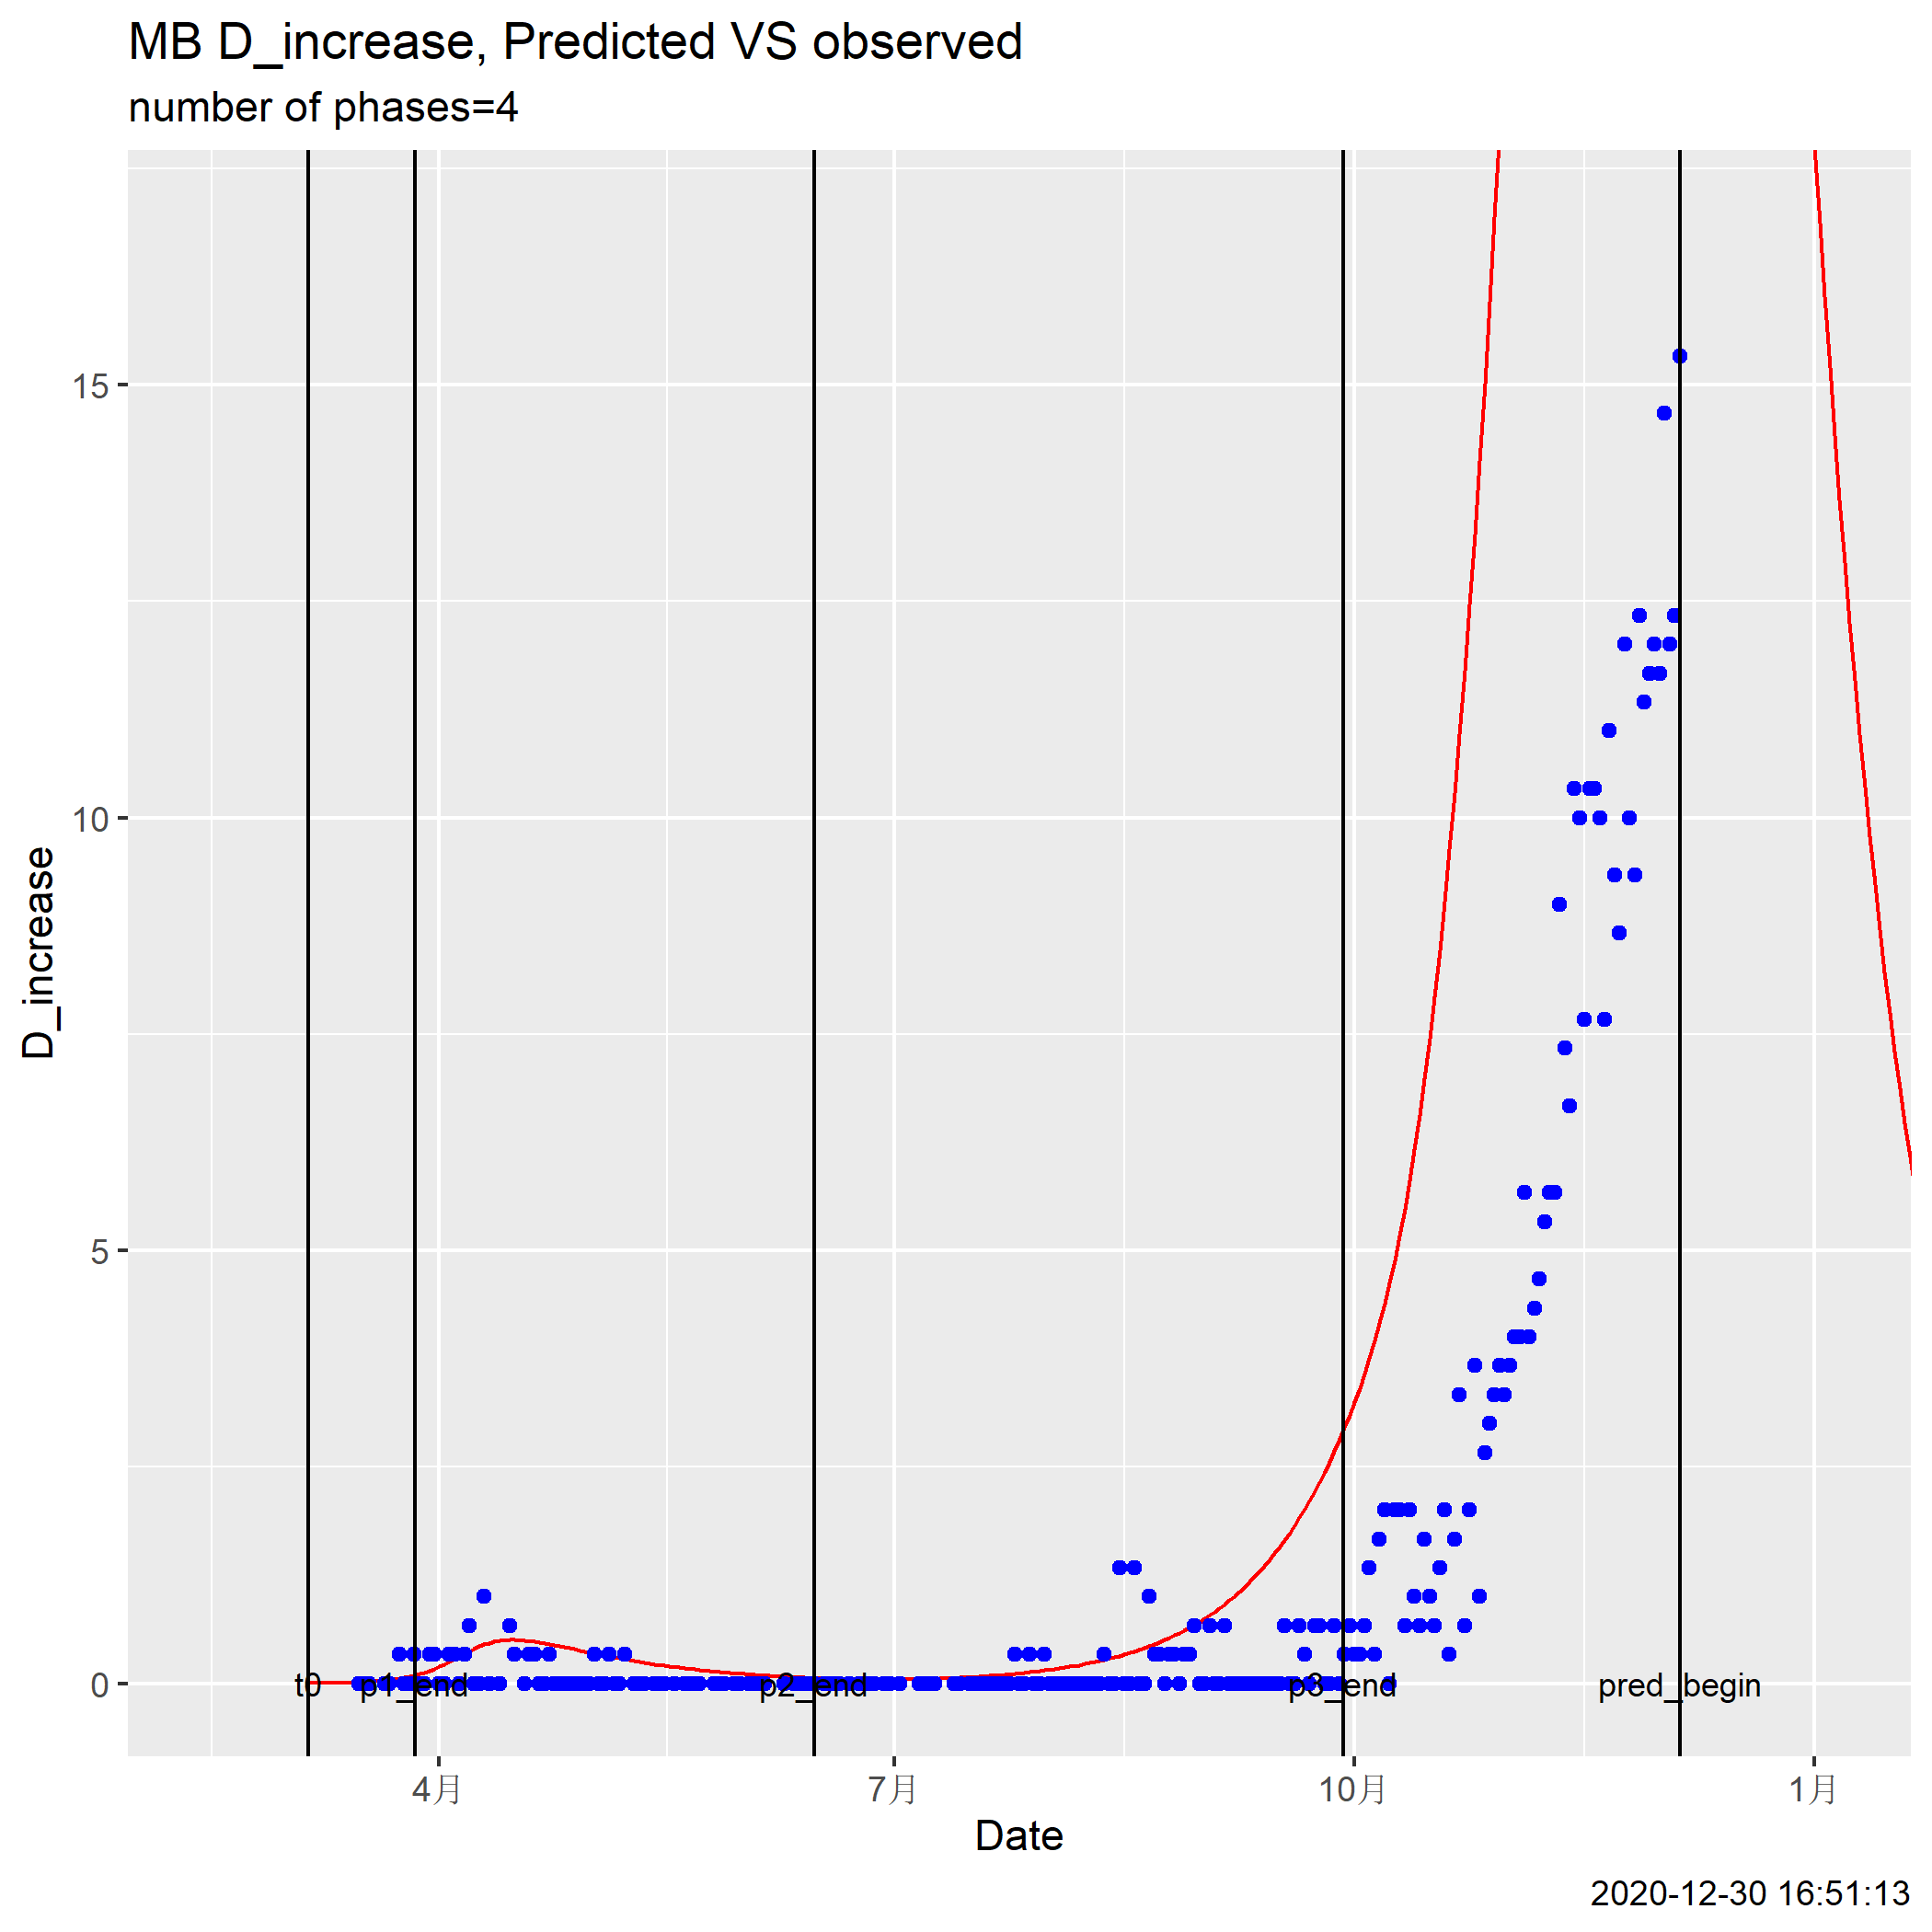 MB D_increase, Predicted VS observed
number of phases=4
D_increase
15
10
5
0
t0
p1_end
p2_end
p3_end
pred_begin
4月
7月
10月
1月
Date
2020-12-30 16:51:13